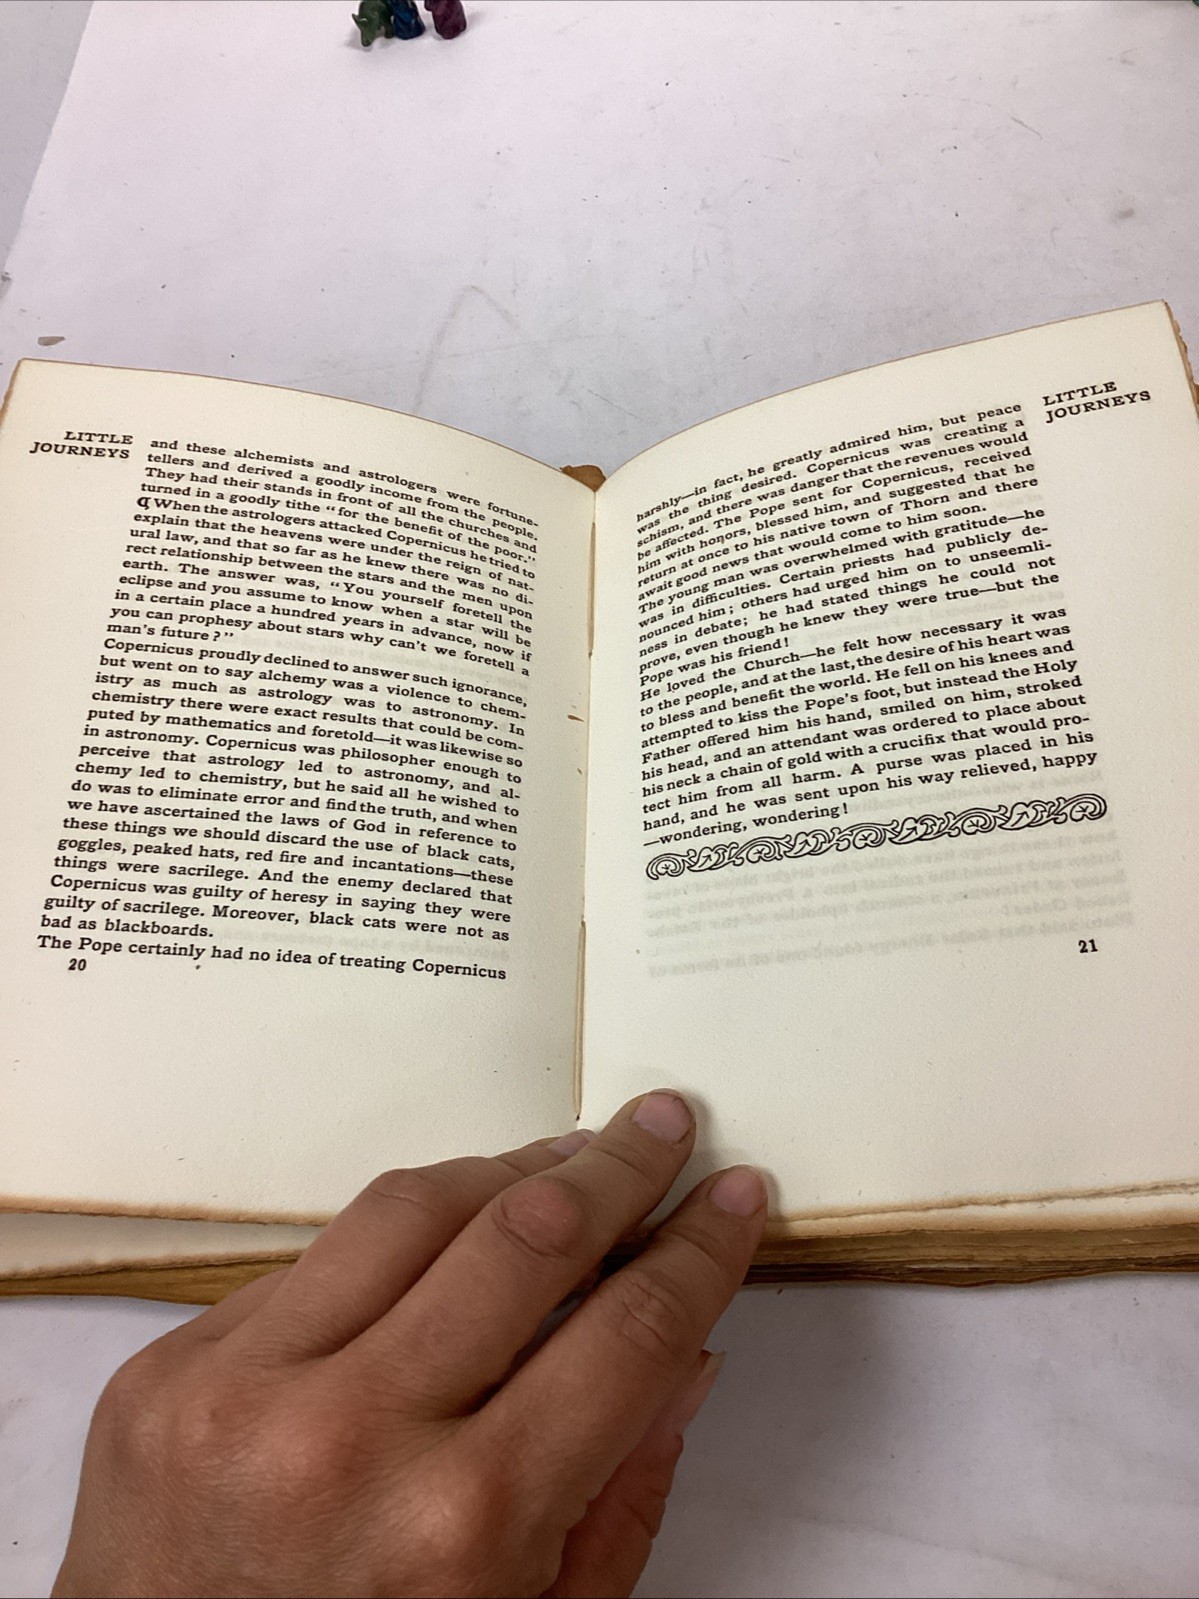 LITTLE
JOURNEYS
and these alchemists and astrologers were fortune-
tellers and derived a goodly income from the people.
They had their stands in front of all the churches and
turned in a goodly tithe "for the benefit of the poor."
¶ When the astrologers attacked Copernicus he tried to
explain that the heavens were under the reign of nat-
ural law, and that so far as he knew there was no di-
rect relationship between the stars and the men upon
earth. The answer was, "You yourself foretell the
eclipse and you assume to know when a star will be
in a certain place a hundred years in advance, now if
you can prophesy about stars why can't we foretell a
man's future?"
Copernicus proudly declined to answer such ignorance,
but went on to say alchemy was a violence to chem-
istry as much as astrology was to astronomy. In
chemistry there were exact results that could be com-
puted by mathematics and foretold—it was likewise so
in astronomy. Copernicus was philosopher enough to
perceive that astrology led to astronomy, and al-
chemy led to chemistry, but he said all he wished to
do was to eliminate error and find the truth, and when
we have ascertained the laws of God in reference to
these things we should discard the use of black cats,
goggles, peaked hats, red fire and incantations—these
things were sacrilege. And the enemy declared that
Copernicus was guilty of heresy in saying they were
guilty of sacrilege. Moreover, black cats were not as
bad as blackboards.
The Pope certainly had no idea of treating Copernicus
20
LITTLE
JOURNEYS
harshly—in fact, he greatly admired him, but peace
was the thing desired. Copernicus was creating a
schism, and there was danger that the revenues would
be affected. The Pope sent for Copernicus, received
him with honors, blessed him, and suggested that he
return at once to his native town of Thorn and there
await good news that would come to him soon.
The young man was overwhelmed with gratitude—he
was in difficulties. Certain priests had publicly de-
nounced him; others had urged him on to unseemli-
ness in debate; he had stated things he could not
prove, even though he knew they were true—but the
Pope was his friend!
He loved the Church—he felt how necessary it was
to the people, and at the last, the desire of his heart was
to bless and benefit the world. He fell on his knees and
attempted to kiss the Pope's foot, but instead the Holy
Father offered him his hand, smiled on him, stroked
his head, and an attendant was ordered to place about
his neck a chain of gold with a crucifix that would pro-
tect him from all harm. A purse was placed in his
hand, and he was sent upon his way relieved, happy
—wondering, wondering!
21